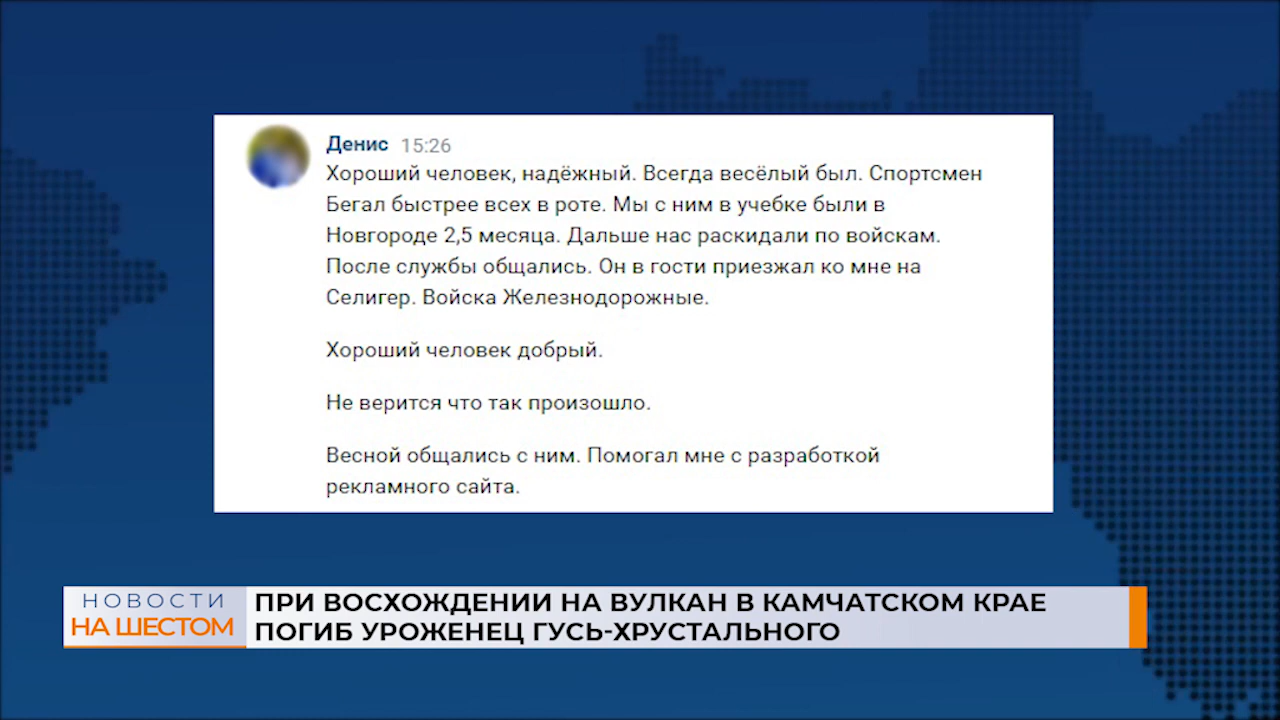 Денис 15:26
Хороший человек, надёжный. Всегда весёлый был. Спортсмен
Бегал быстрее всех в роте. Мы с ним в учебке были в
Новгороде 2,5 месяца. Дальше нас раскидали по войскам.
После службы общались. Он в гости приезжал ко мне на
Селигер. Войска Железнодорожные.
Хороший человек добрый.
Не верится что так произошло.
Весной общались с ним. Помогал мне с разработкой
рекламного сайта.
НОВОСТИ
НА ШЕСТОМ
ПРИ ВОСХОЖДЕНИИ НА ВУЛКАН В КАМЧАТСКОМ КРАЕ
ПОГИБ УРОЖЕНЕЦ ГУСЬ-ХРУСТАЛЬНОГО